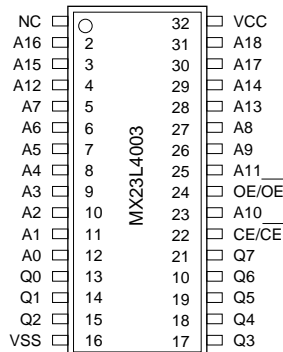 NC 32 VCC
A16 2 31 A18
A15 3 30 A17
A12 4 29 A14
A7 5 28 A13
A6 6 27 A8
A5 7 26 A9
A4 8 25 A11
A3 9 24 OE/OE
A2 10 23 A10
A1 11 22 CE/CE
A0 12 21 Q7
Q0 13 10 Q6
Q1 14 19 Q5
Q2 15 18 Q4
VSS 16 17 Q3
MX23L4003